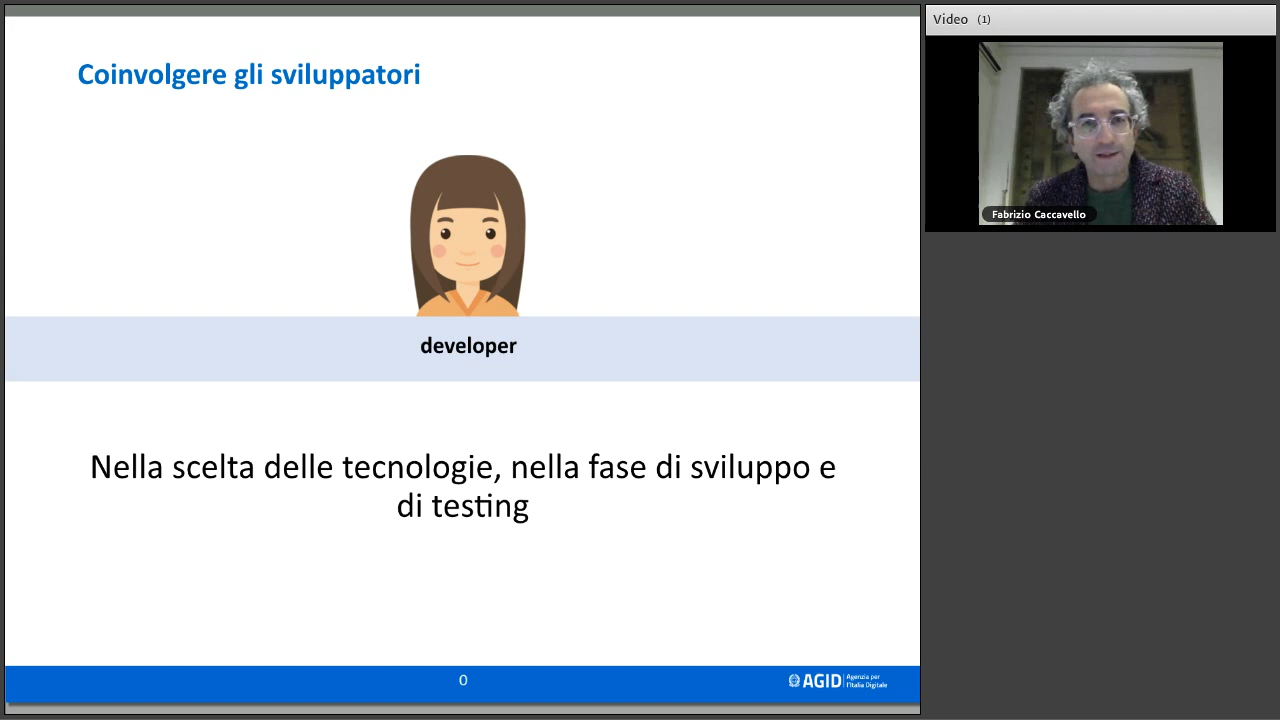 Coinvolgere gli sviluppatori
developer
Nella scelta delle tecnologie, nella fase di sviluppo e
di testing
0
AGID
Agenzia per
l'Italia Digitale
Video (1)
Fabrizio Caccavello